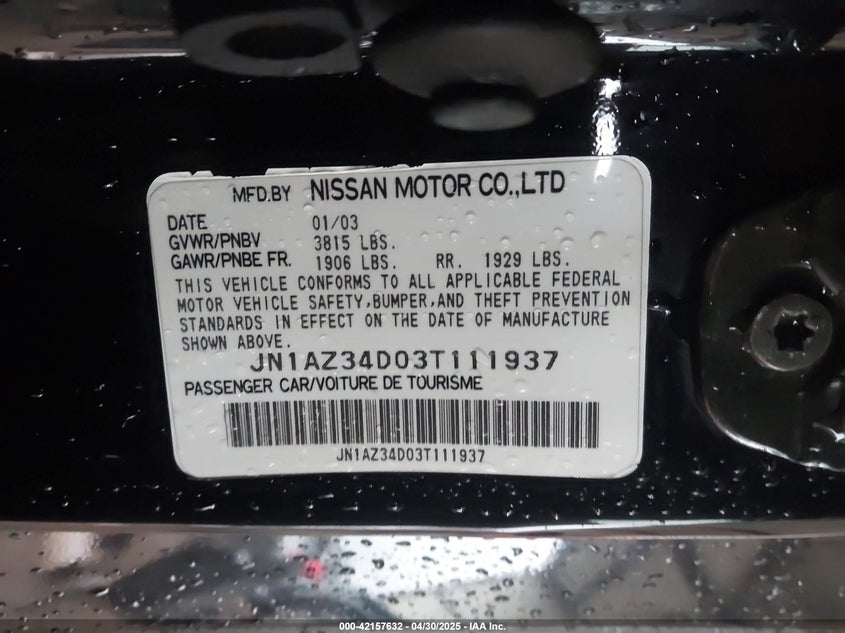 MFD.BY NISSAN MOTOR CO.,LTD
DATE 01/03
GVWR/PNBV 3815 LBS.
GAWR/PNBE FR. 1906 LBS. RR. 1929 LBS.
THIS VEHICLE CONFORMS TO ALL APPLICABLE FEDERAL
MOTOR VEHICLE SAFETY,BUMPER,AND THEFT PREVENTION
STANDARDS IN EFFECT ON THE DATE OF MANUFACTURE
SHOWN ABOVE.
JN1AZ34D03T111937
PASSENGER CAR/VOITURE DE TOURISME
JN1AZ34D03T111937
000-42157632 - 04/30/2025 - IAA Inc.